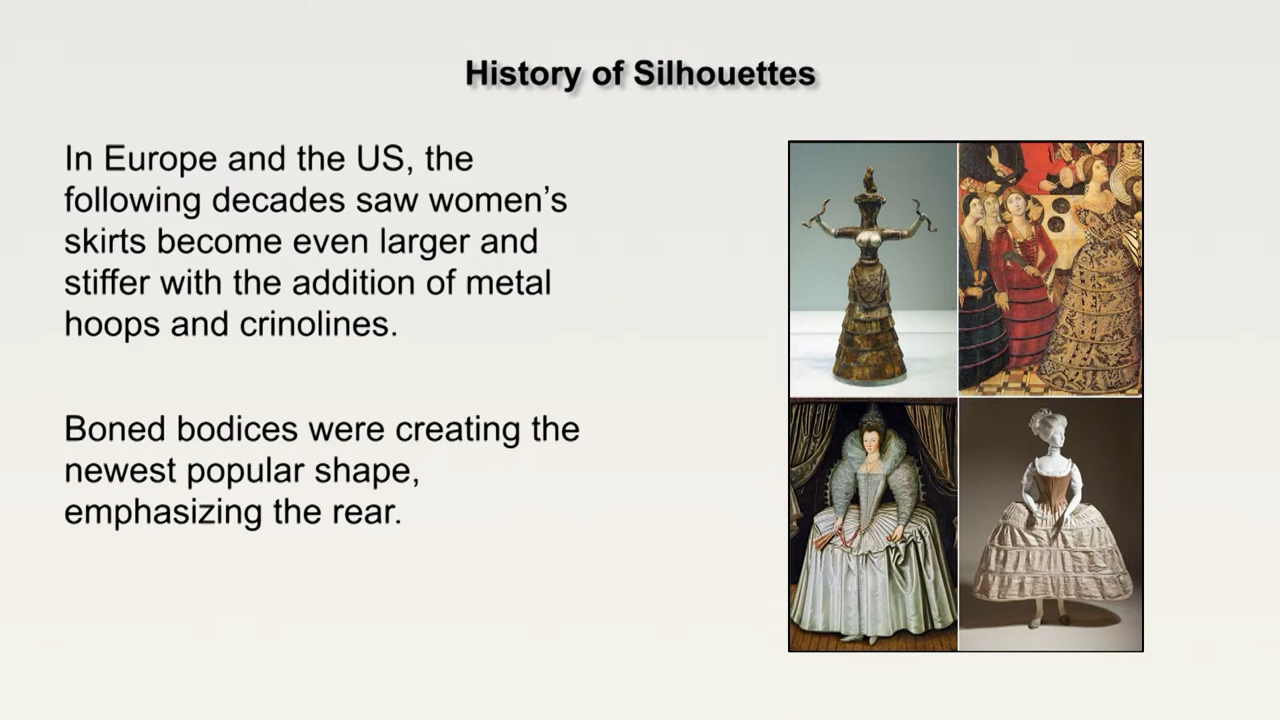 History of Silhouettes
In Europe and the US, the
following decades saw women’s
skirts become even larger and
stiffer with the addition of metal
hoops and crinolines.
Boned bodices were creating the
newest popular shape,
emphasizing the rear.